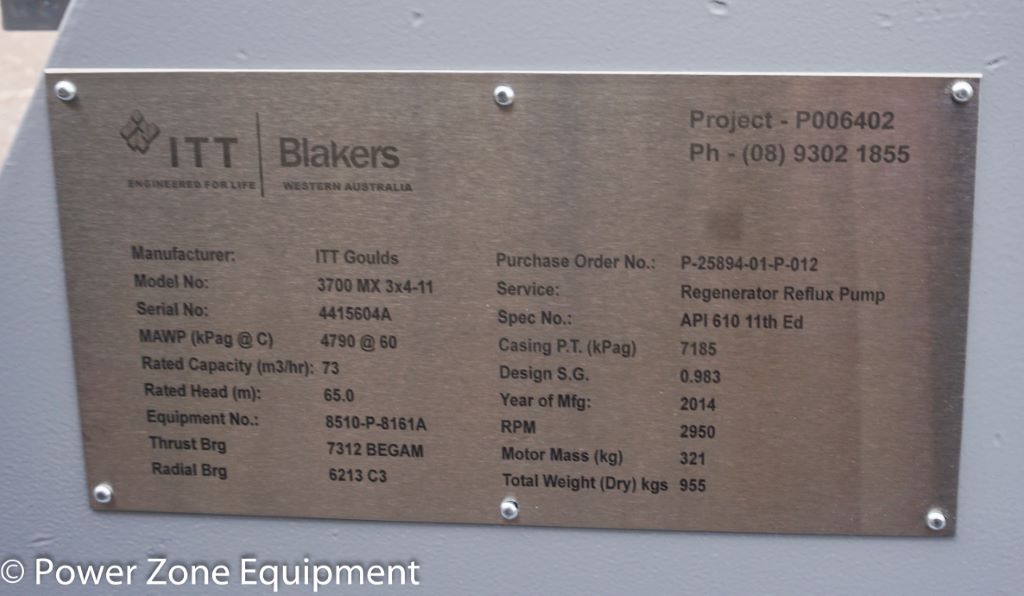 ITT
ENGINEERED FOR LIFE
Blakers
WESTERN AUSTRALIA
Project - P006402
Ph - (08) 9302 1855
Manufacturer: ITT Goulds
Model No: 3700 MX 3x4-11
Serial No: 4415604A
MAWP (kPag @ C) 4790 @ 60
Rated Capacity (m3/hr): 73
Rated Head (m): 65.0
Equipment No.: 8510-P-8161A
Thrust Brg 7312 BEGAM
Radial Brg 6213 C3
Purchase Order No.: P-25894-01-P-012
Service: Regenerator Reflux Pump
Spec No.: API 610 11th Ed
Casing P.T. (kPag) 7185
Design S.G. 0.983
Year of Mfg: 2014
RPM 2950
Motor Mass (kg) 321
Total Weight (Dry) kgs 955
© Power Zone Equipment